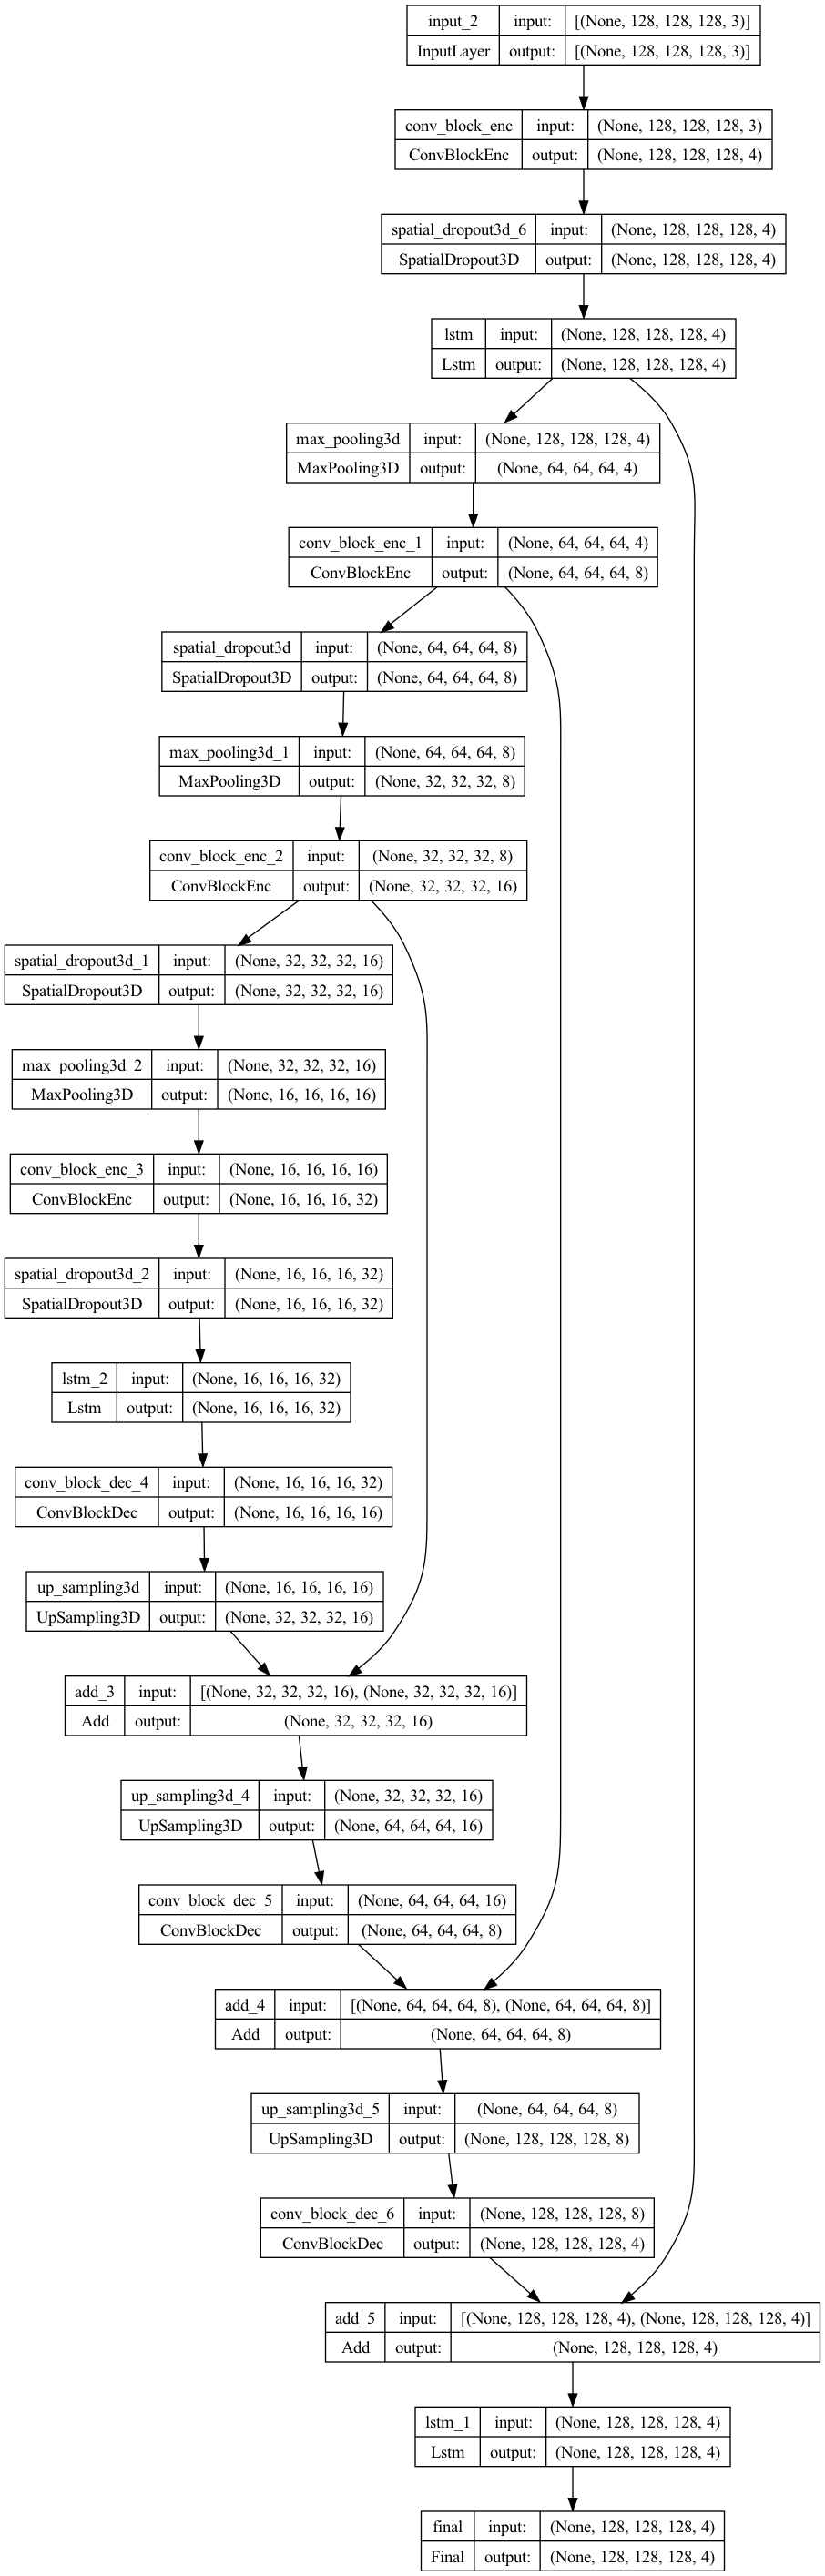 input_2 input: [(None, 128, 128, 128, 3)]
InputLayer output: [(None, 128, 128, 128, 3)]
conv_block_enc input: (None, 128, 128, 128, 3)
ConvBlockEnc output: (None, 128, 128, 128, 4)
spatial_dropout3d_6 input: (None, 128, 128, 128, 4)
SpatialDropout3D output: (None, 128, 128, 128, 4)
lstm input: (None, 128, 128, 128, 4)
Lstm output: (None, 128, 128, 128, 4)
max_pooling3d input: (None, 128, 128, 128, 4)
MaxPooling3D output: (None, 64, 64, 64, 4)
conv_block_enc_1 input: (None, 64, 64, 64, 4)
ConvBlockEnc output: (None, 64, 64, 64, 8)
spatial_dropout3d input: (None, 64, 64, 64, 8)
SpatialDropout3D output: (None, 64, 64, 64, 8)
max_pooling3d_1 input: (None, 64, 64, 64, 8)
MaxPooling3D output: (None, 32, 32, 32, 8)
conv_block_enc_2 input: (None, 32, 32, 32, 8)
ConvBlockEnc output: (None, 32, 32, 32, 16)
spatial_dropout3d_1 input: (None, 32, 32, 32, 16)
SpatialDropout3D output: (None, 32, 32, 32, 16)
max_pooling3d_2 input: (None, 32, 32, 32, 16)
MaxPooling3D output: (None, 16, 16, 16, 16)
conv_block_enc_3 input: (None, 16, 16, 16, 16)
ConvBlockEnc output: (None, 16, 16, 16, 32)
spatial_dropout3d_2 input: (None, 16, 16, 16, 32)
SpatialDropout3D output: (None, 16, 16, 16, 32)
lstm_2 input: (None, 16, 16, 16, 32)
Lstm output: (None, 16, 16, 16, 32)
conv_block_dec_4 input: (None, 16, 16, 16, 32)
ConvBlockDec output: (None, 16, 16, 16, 16)
up_sampling3d input: (None, 16, 16, 16, 16)
UpSampling3D output: (None, 32, 32, 32, 16)
add_3 input: [(None, 32, 32, 32, 16), (None, 32, 32, 32, 16)]
Add output: (None, 32, 32, 32, 16)
up_sampling3d_4 input: (None, 32, 32, 32, 16)
UpSampling3D output: (None, 64, 64, 64, 16)
conv_block_dec_5 input: (None, 64, 64, 64, 16)
ConvBlockDec output: (None, 64, 64, 64, 8)
add_4 input: [(None, 64, 64, 64, 8), (None, 64, 64, 64, 8)]
Add output: (None, 64, 64, 64, 8)
up_sampling3d_5 input: (None, 64, 64, 64, 8)
UpSampling3D output: (None, 128, 128, 128, 8)
conv_block_dec_6 input: (None, 128, 128, 128, 8)
ConvBlockDec output: (None, 128, 128, 128, 4)
add_5 input: [(None, 128, 128, 128, 4), (None, 128, 128, 128, 4)]
Add output: (None, 128, 128, 128, 4)
lstm_1 input: (None, 128, 128, 128, 4)
Lstm output: (None, 128, 128, 128, 4)
final input: (None, 128, 128, 128, 4)
Final output: (None, 128, 128, 128, 4)